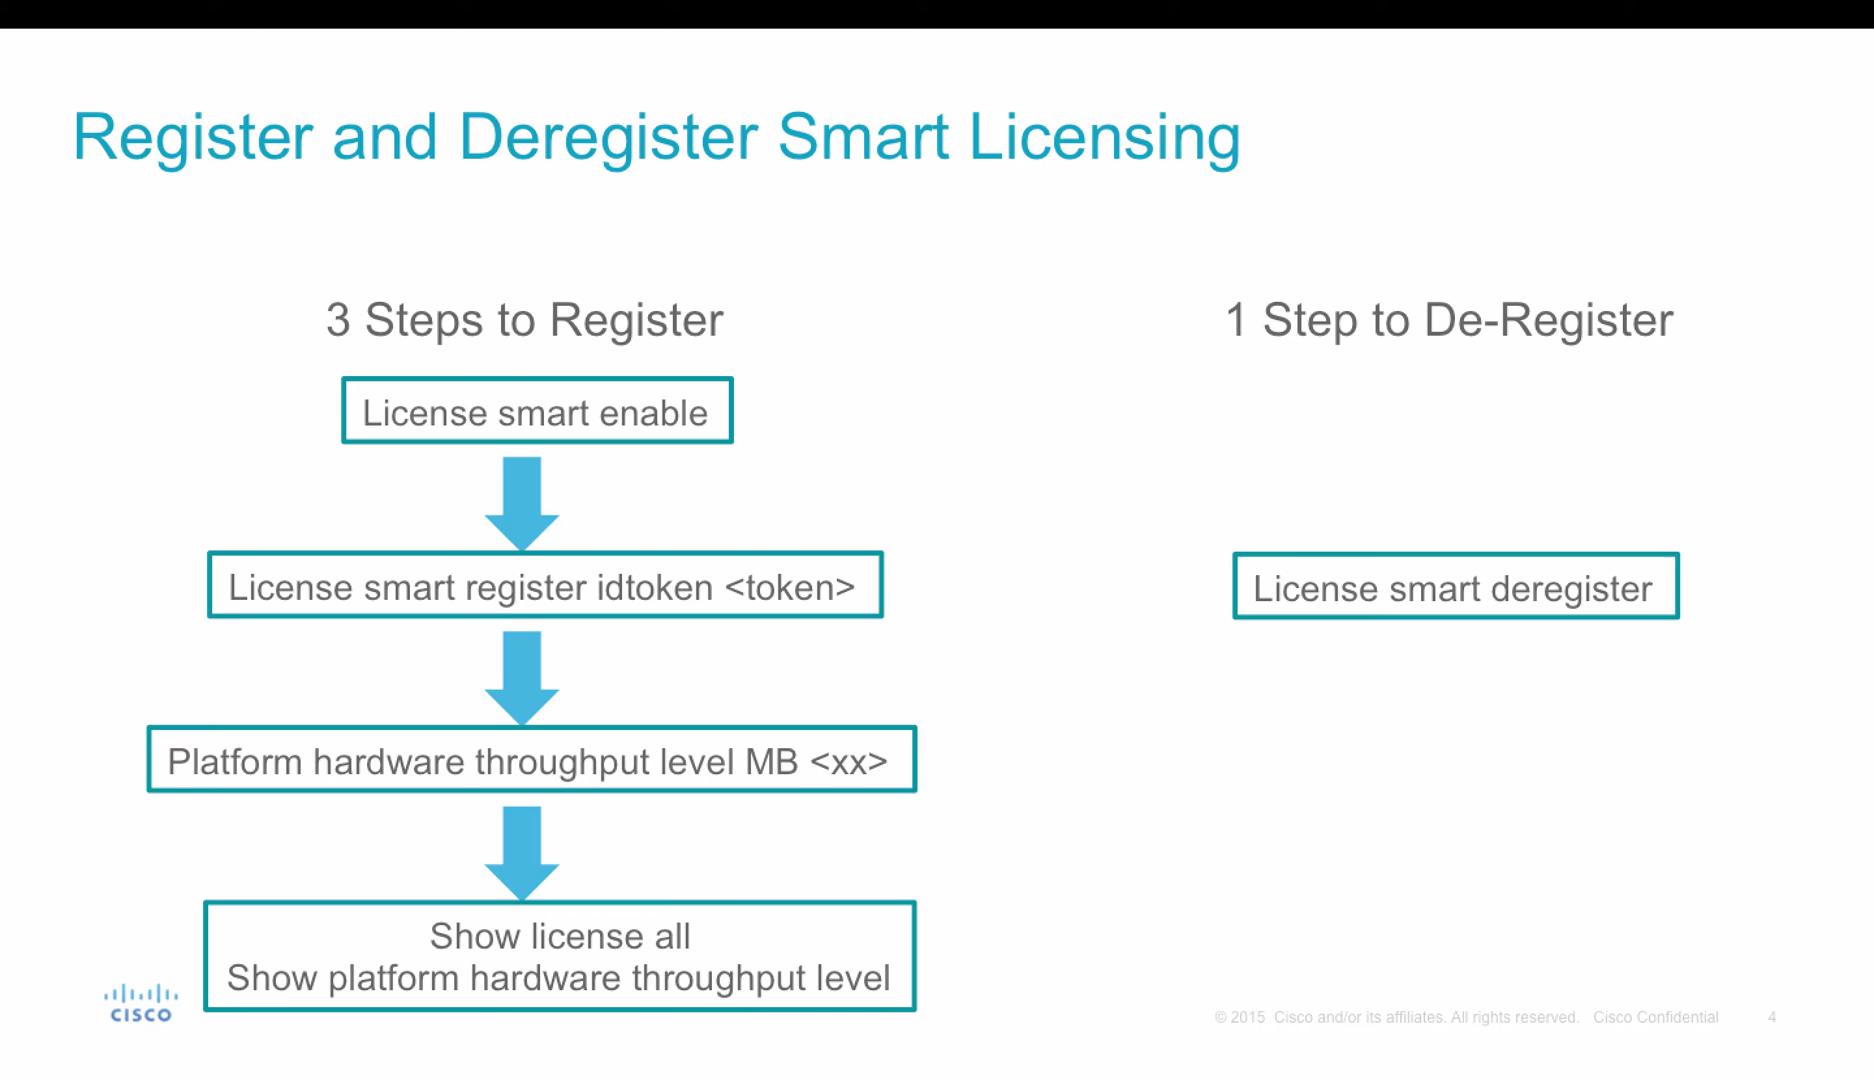 Register and Deregister Smart Licensing
3 Steps to Register
License smart enable
License smart register idtoken <token>
Platform hardware throughput level MB <xx>
Show license all
Show platform hardware throughput level
1 Step to De-Register
License smart deregister
CISCO
© 2015 Cisco and/or its affiliates. All rights reserved. Cisco Confidential 4